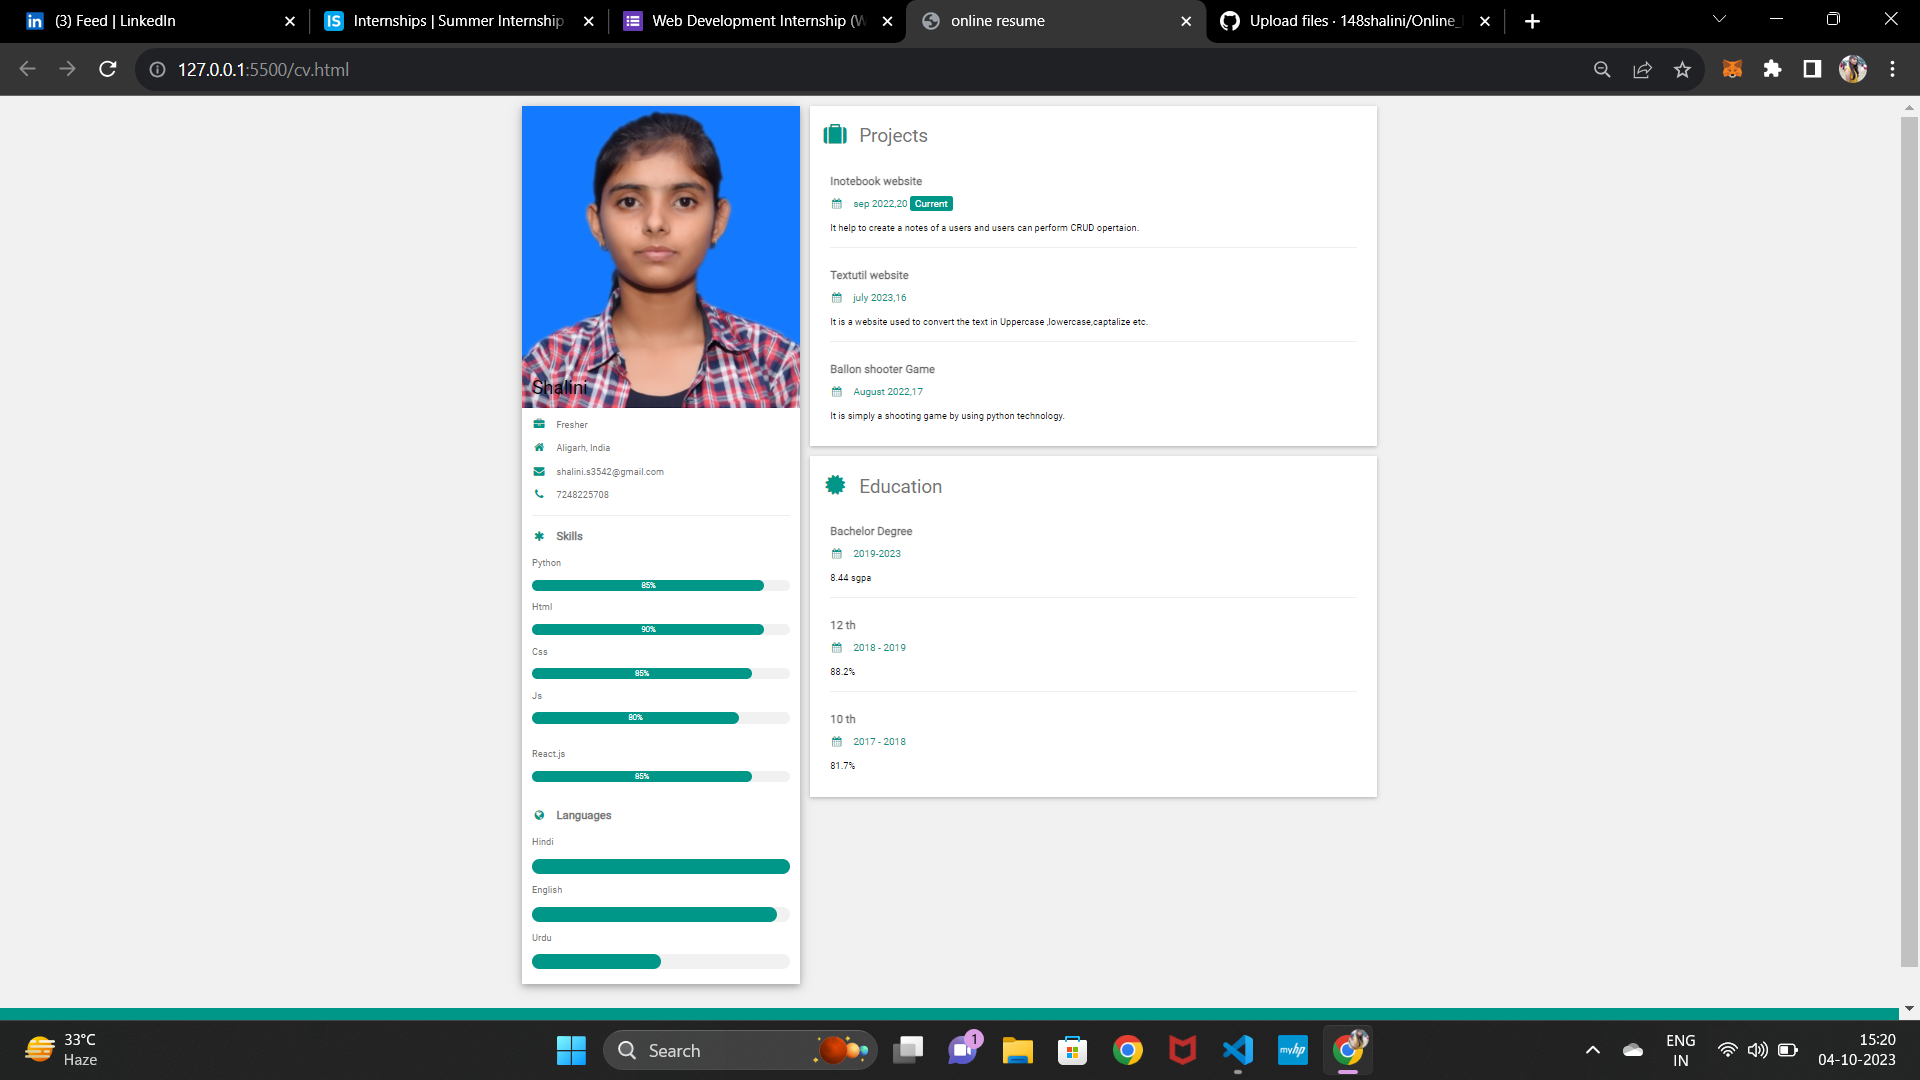 (3) Feed | LinkedIn
Internships | Summer Internship
Web Development Internship (W
online resume
Upload files · 148shalini/Online_
127.0.0.1:5500/cv.html
Shalini
Fresher
Aligarh, India
shalini.s3542@gmail.com
7248225708
Skills
Python
85%
Html
90%
Css
85%
Js
80%
React.js
85%
Languages
Hindi
English
Urdu
Projects
Inotebook website
sep 2022,20 Current
It help to create a notes of a users and users can perform CRUD opertaion.
Textutil website
july 2023,16
It is a website used to convert the text in Uppercase ,lowercase,captalize etc.
Ballon shooter Game
August 2022,17
It is simply a shooting game by using python technology.
Education
Bachelor Degree
2019-2023
8.44 sgpa
12 th
2018 - 2019
88.2%
10 th
2017 - 2018
81.7%
33°C
Haze
Search
1
myhp
ENG
IN
15:20
04-10-2023